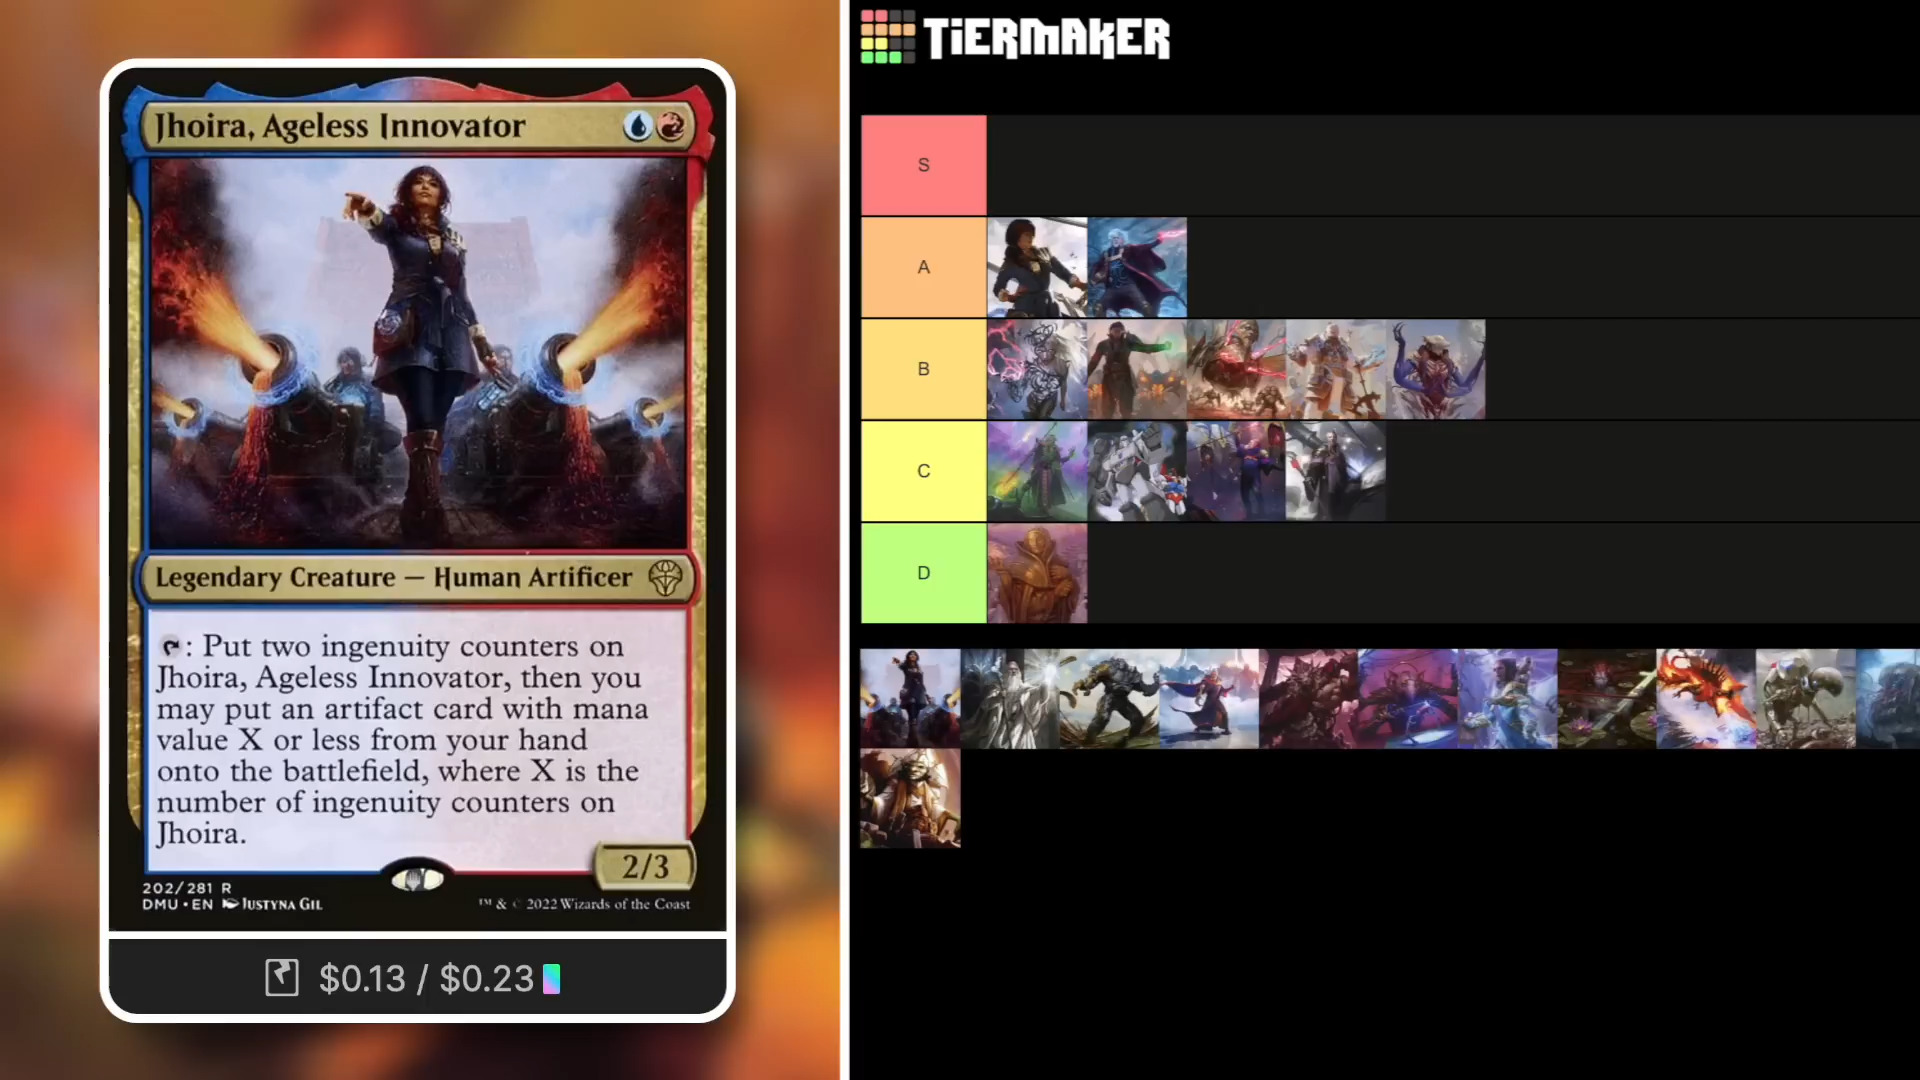 Jhoira, Ageless Innovator
Legendary Creature — Human Artificer
: Put two ingenuity counters on
Jhoira, Ageless Innovator, then you
may put an artifact card with mana
value X or less from your hand
onto the battlefield, where X is the
number of ingenuity counters on
Jhoira.
2/3
202/281 R
DMU • EN Justyna Gil
™ & © 2022 Wizards of the Coast
$0.13 / $0.23
TiERMAKER
S
A
B
C
D